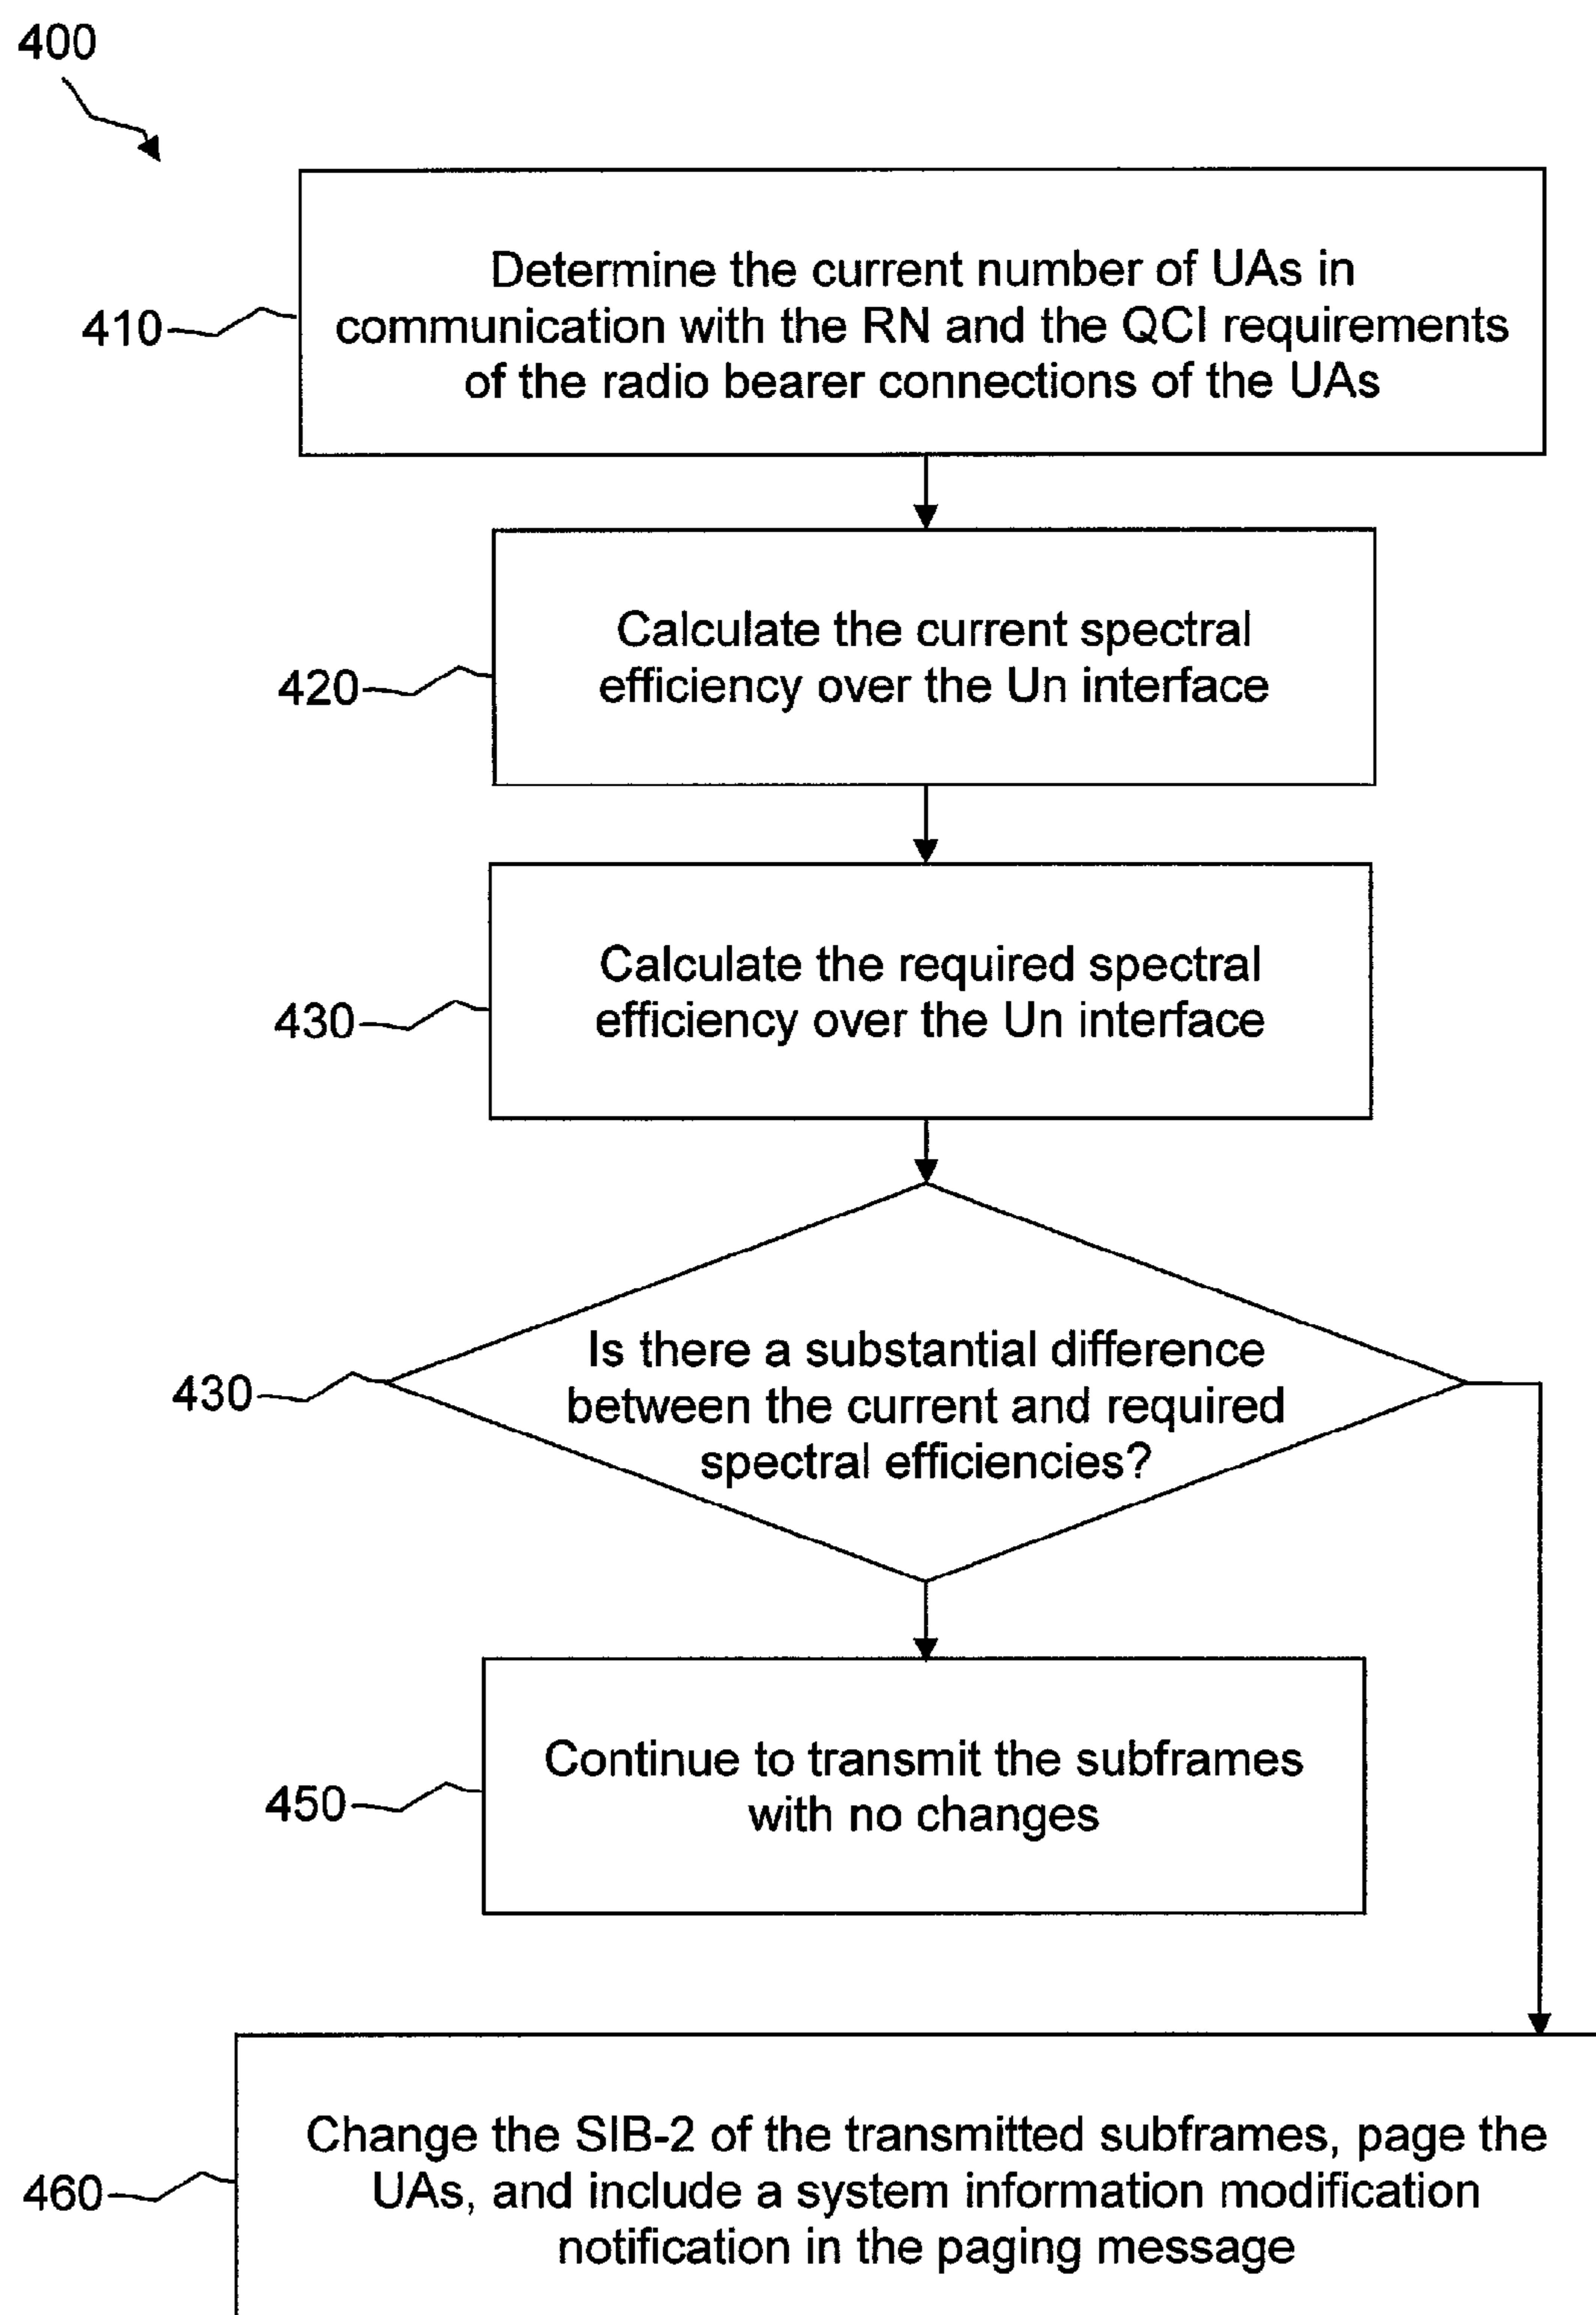 400
410
Determine the current number of UAs in
communication with the RN and the QCI requirements
of the radio bearer connections of the UAs
420
Calculate the current spectral
efficiency over the Un interface
430
Calculate the required spectral
efficiency over the Un interface
430
Is there a substantial difference
between the current and required
spectral efficiencies?
450
Continue to transmit the subframes
with no changes
460
Change the SIB-2 of the transmitted subframes, page the
UAs, and include a system information modification
notification in the paging message